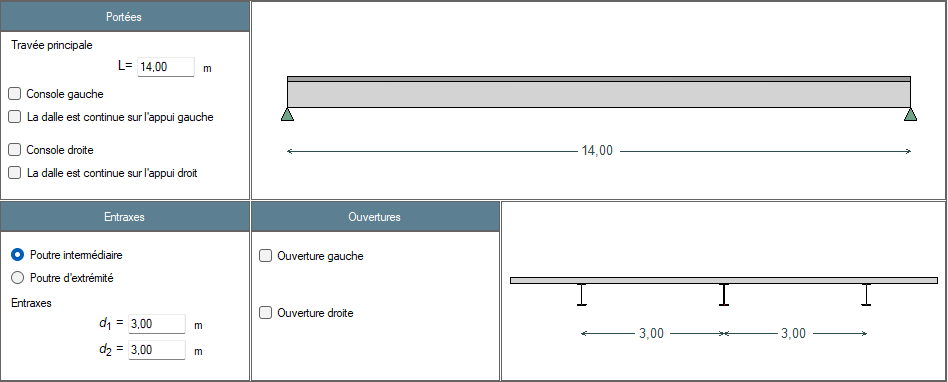 Portées
Travée principale
L= 14,00 m
Console gauche
La dalle est continue sur l'appui gauche
Console droite
La dalle est continue sur l'appui droit
14,00
Entraxes
Poutre intermédiaire
Poutre d'extrémité
Entraxes
d1 = 3,00 m
d2 = 3,00 m
Ouvertures
Ouverture gauche
Ouverture droite
3,00 3,00